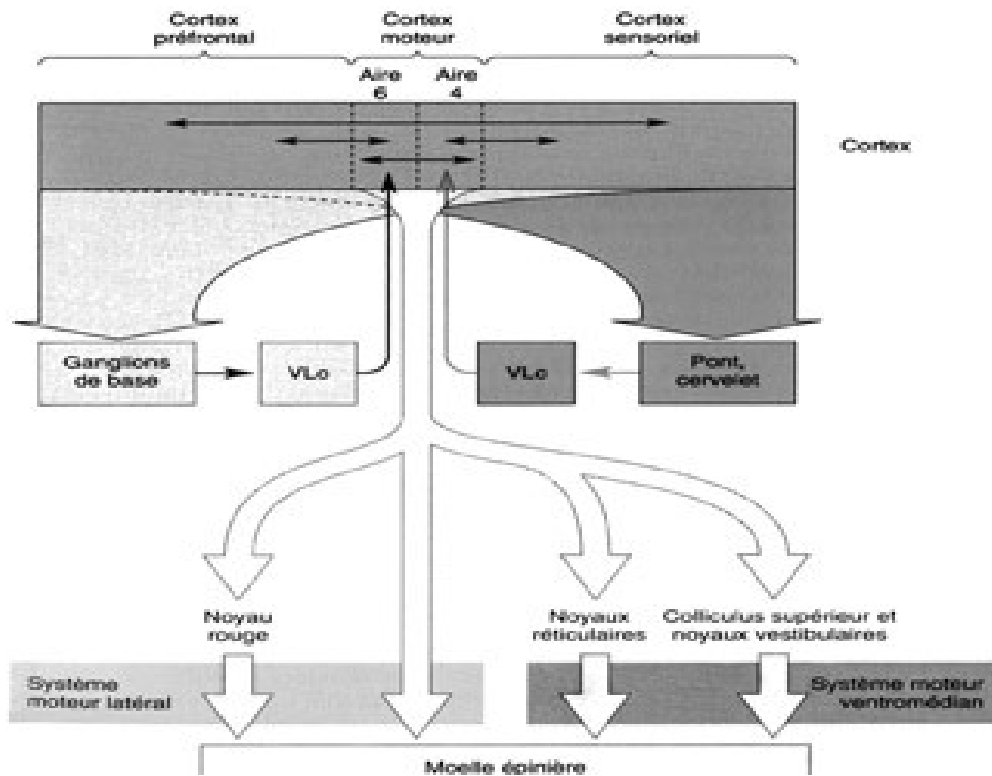 Cortex
préfrontal
Cortex
moteur
Cortex
sensoriel
Aire
6
Aire
4
Cortex
Ganglions
de base
VLo
VLc
Pont,
cervelet
Noyau
rouge
Noyaux
réticulaires
Colliculus supérieur et
noyaux vestibulaires
Système
moteur latéral
Système moteur
ventromédian
Moelle épinière